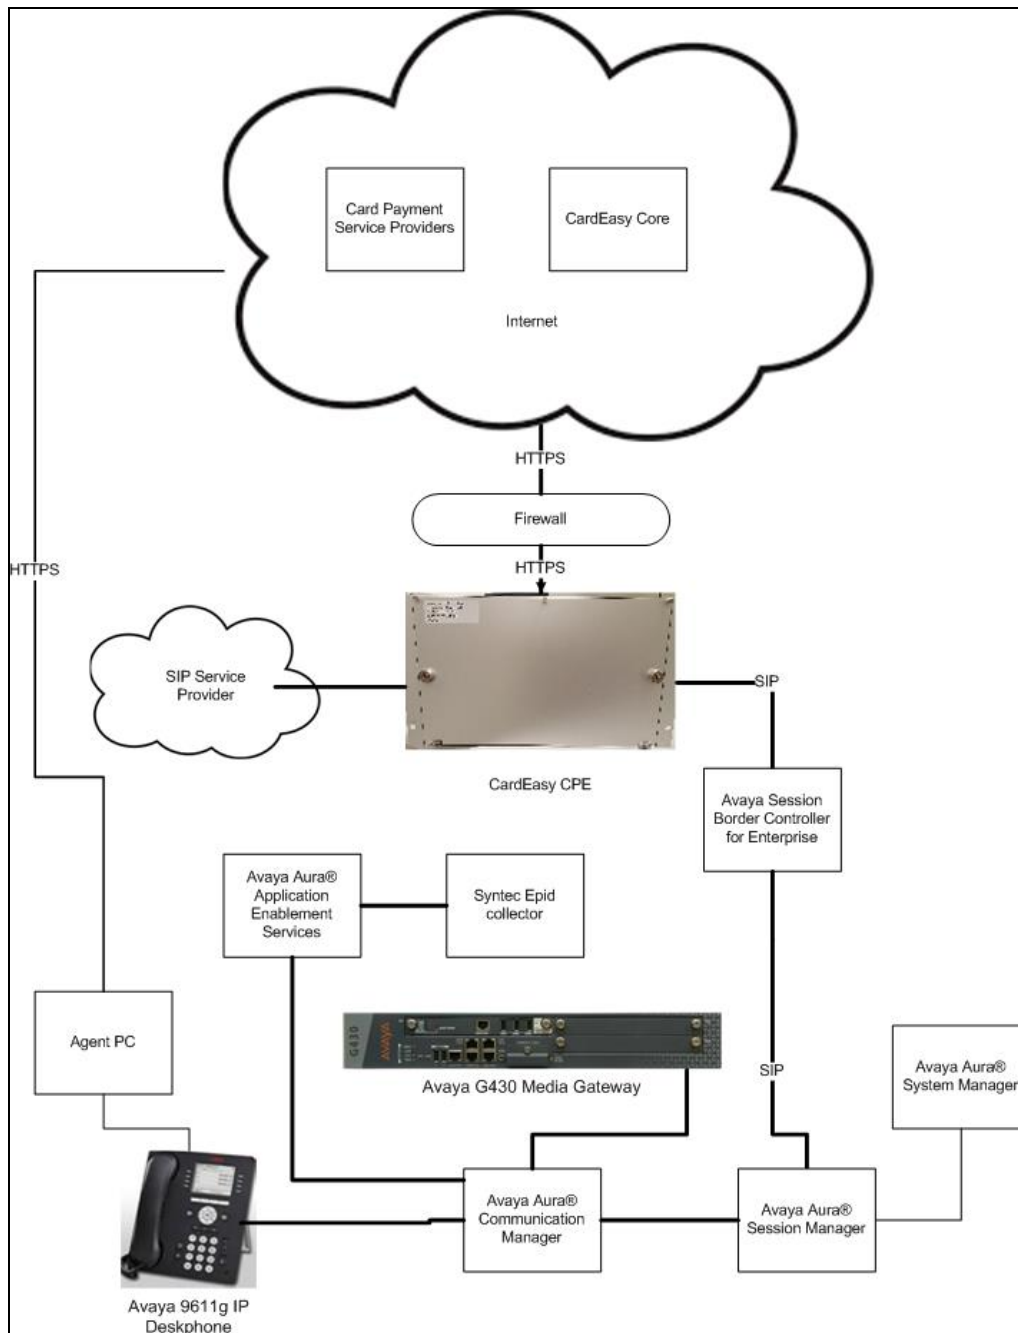 Card Payment
Service Providers
CardEasy Core
Internet
HTTPS
Firewall
HTTPS
HTTPS
SIP Service
Provider
SIP
CardEasy CPE
Avaya Session
Border Controller
for Enterprise
Avaya Aura®
Application
Enablement
Services
Syntec Epid
collector
Agent PC
G430
AVAYA
Avaya G430 Media Gateway
SIP
Avaya Aura®
System Manager
Avaya Aura®
Communication
Manager
Avaya Aura®
Session Manager
Avaya 9611g IP
Deskphone